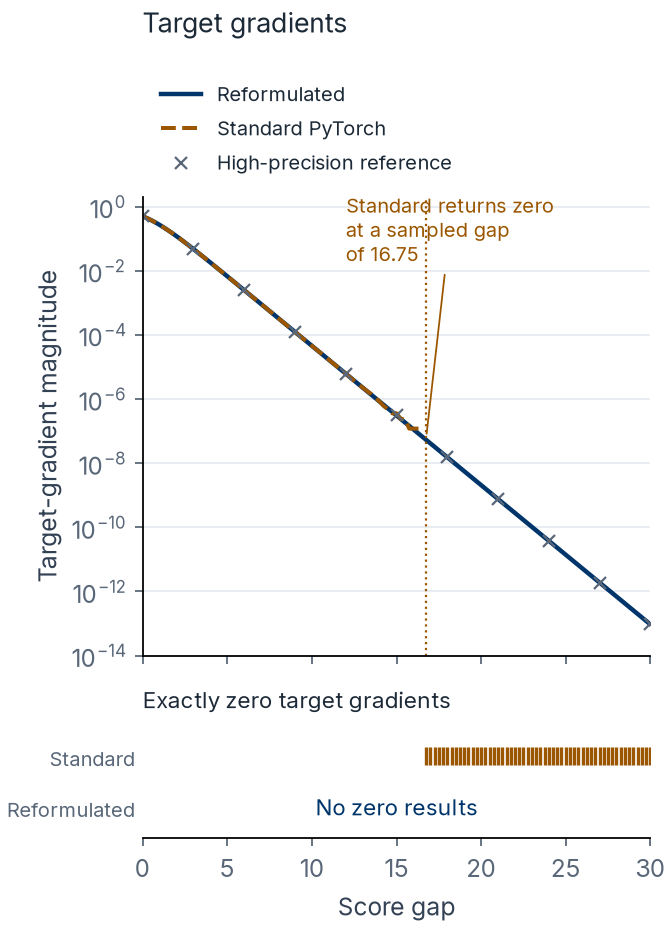 Target gradients
Reformulated
Standard PyTorch
High-precision reference
Standard returns zero
at a sampled gap
of 16.75
Target-gradient magnitude
10⁰
10⁻²
10⁻⁴
10⁻⁶
10⁻⁸
10⁻¹⁰
10⁻¹²
10⁻¹⁴
Exactly zero target gradients
Standard
Reformulated
No zero results
0 5 10 15 20 25 30
Score gap